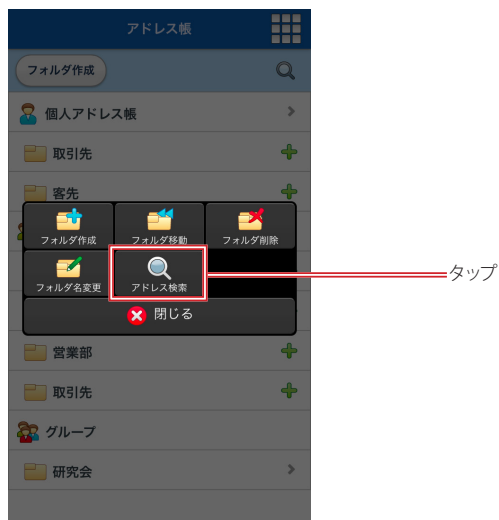 アドレス帳
フォルダ作成
個人アドレス帳
取引先
客先
フォルダ作成 フォルダ移動 フォルダ削除
フォルダ名変更 アドレス検索
タップ
閉じる
営業部
取引先
グループ
研究会